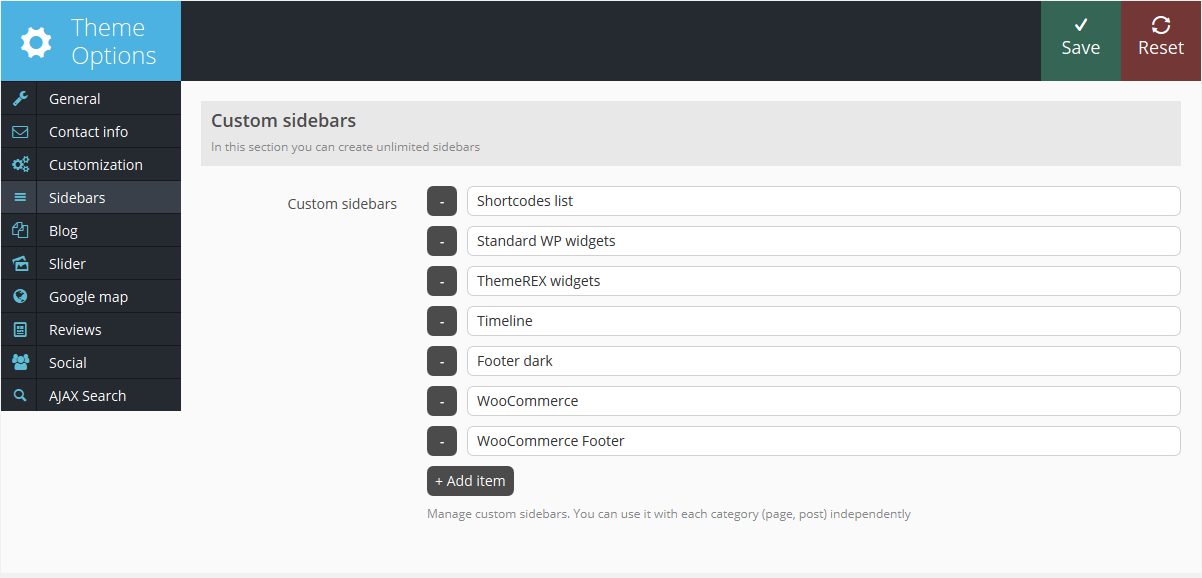 Theme
Options
Save
Reset
General
Contact info
Customization
Sidebars
Blog
Slider
Google map
Reviews
Social
AJAX Search
Custom sidebars
In this section you can create unlimited sidebars
Custom sidebars
- Shortcodes list
- Standard WP widgets
- ThemeREX widgets
- Timeline
- Footer dark
- WooCommerce
- WooCommerce Footer
+ Add item
Manage custom sidebars. You can use it with each category (page, post) independently